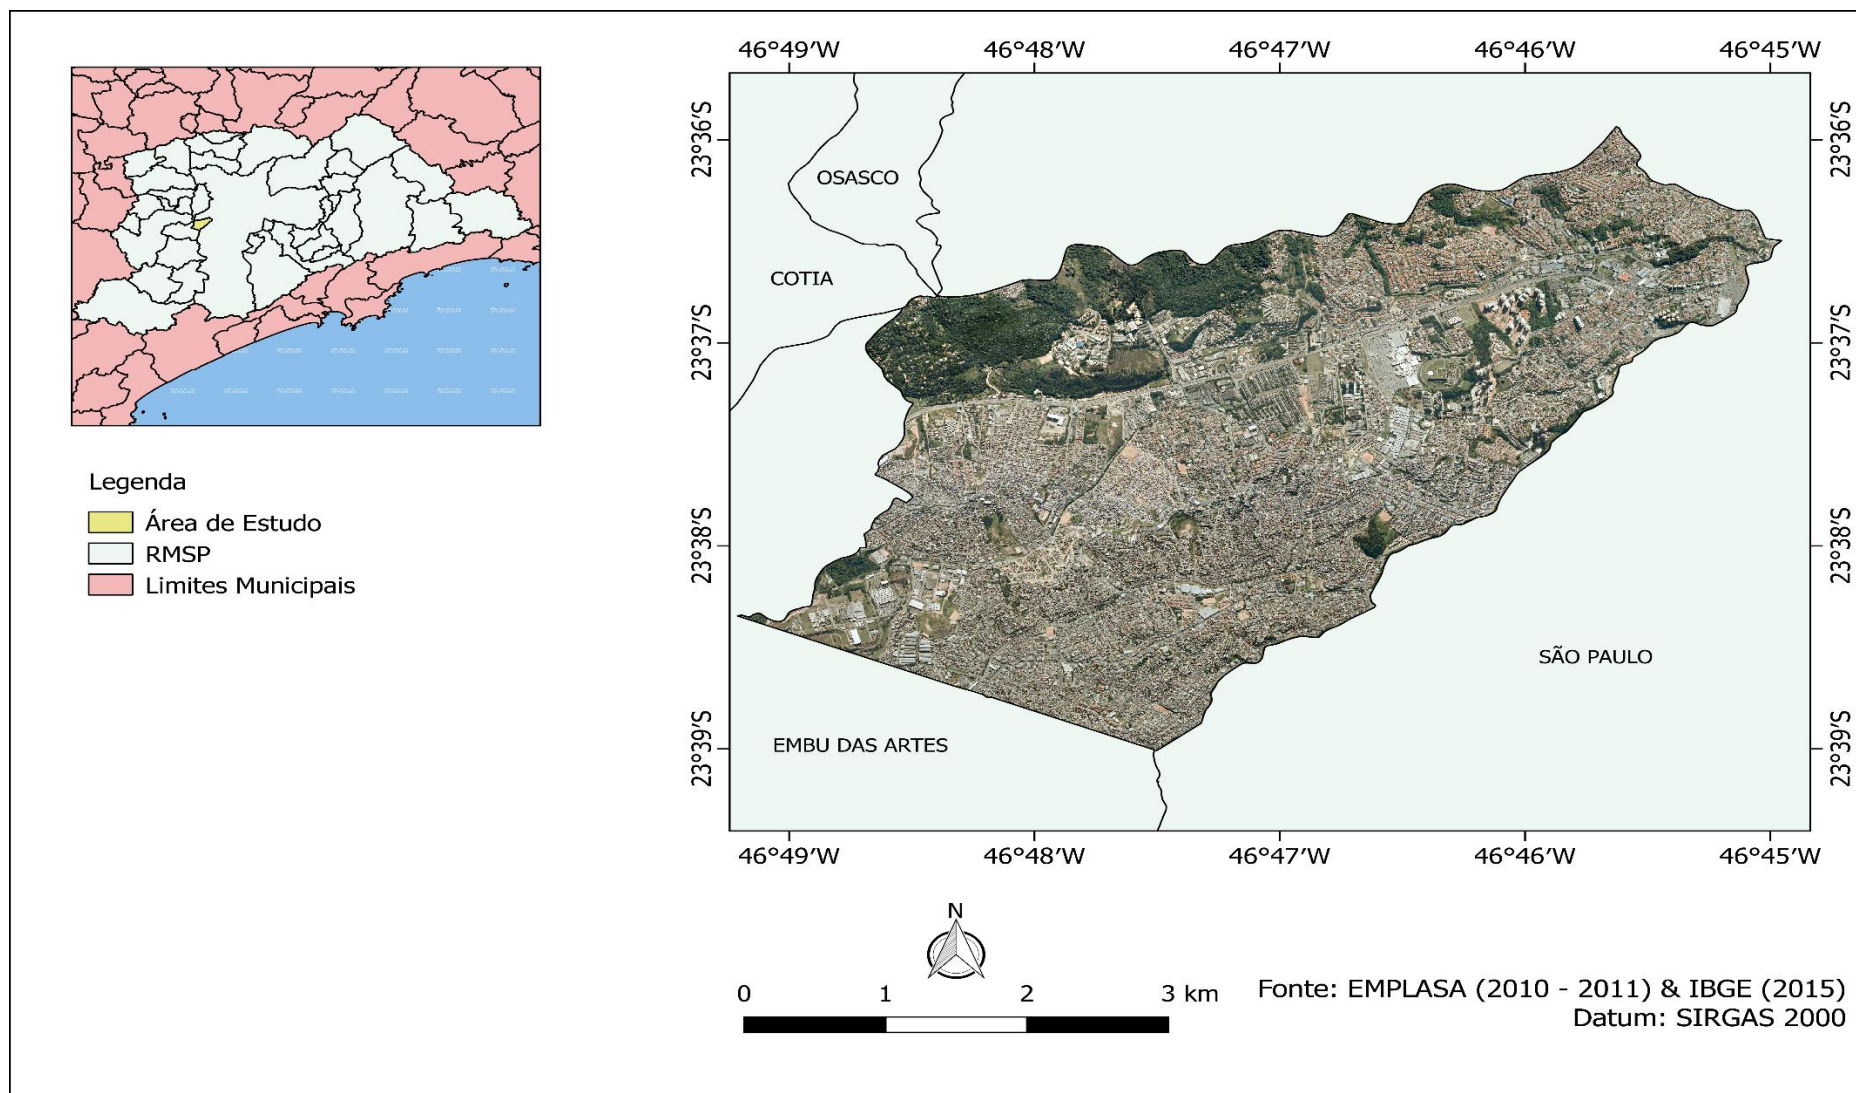 46°49′W 46°48′W 46°47′W 46°46′W 46°45′W
23°36′S 23°36′S
OSASCO
COTIA
23°37′S 23°37′S
Legenda
Área de Estudo
RMSP
Limites Municipais
23°38′S 23°38′S
SÃO PAULO
EMBU DAS ARTES
23°39′S 23°39′S
46°49′W 46°48′W 46°47′W 46°46′W 46°45′W
N
0 1 2 3 km
Fonte: EMPLASA (2010 - 2011) & IBGE (2015)
Datum: SIRGAS 2000